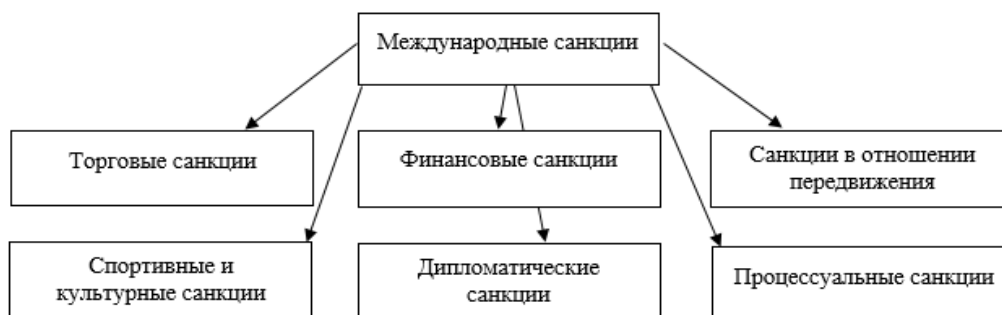 Международные санкции
Торговые санкции
Финансовые санкции
Санкции в отношении
передвижения
Спортивные и
культурные санкции
Дипломатические
санкции
Процессуальные санкции